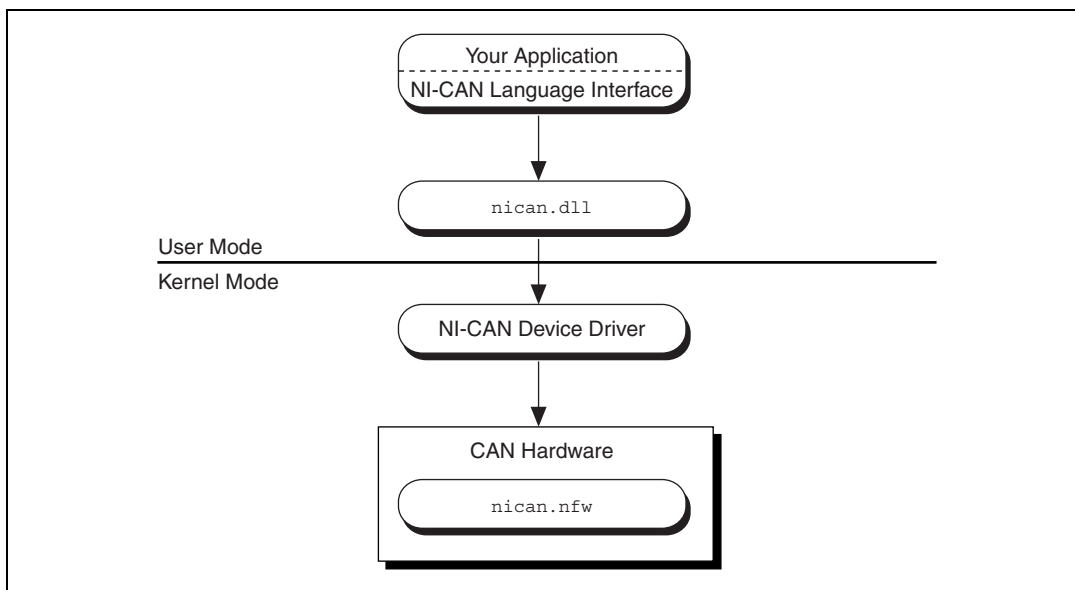 Your Application
NI-CAN Language Interface
nican.dll
User Mode
Kernel Mode
NI-CAN Device Driver
CAN Hardware
nican.nfw